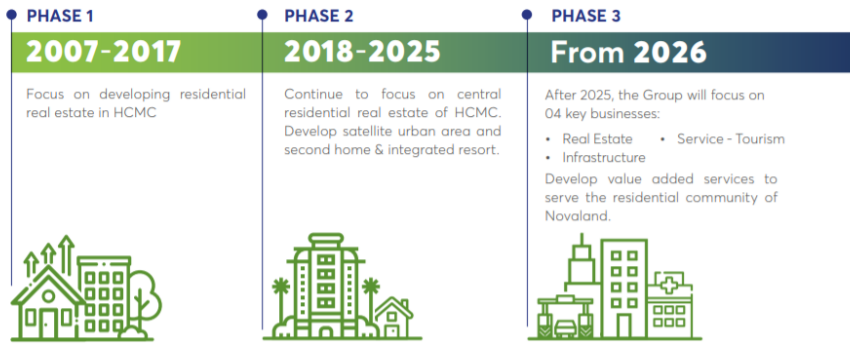 PHASE 1
2007-2017
Focus on developing residential
real estate in HCMC
PHASE 2
2018-2025
Continue to focus on central
residential real estate of HCMC.
Develop satellite urban area and
second home & integrated resort.
PHASE 3
From 2026
After 2025, the Group will focus on
04 key businesses:
• Real Estate • Service - Tourism
• Infrastructure
Develop value added services to
serve the residential community of
Novaland.